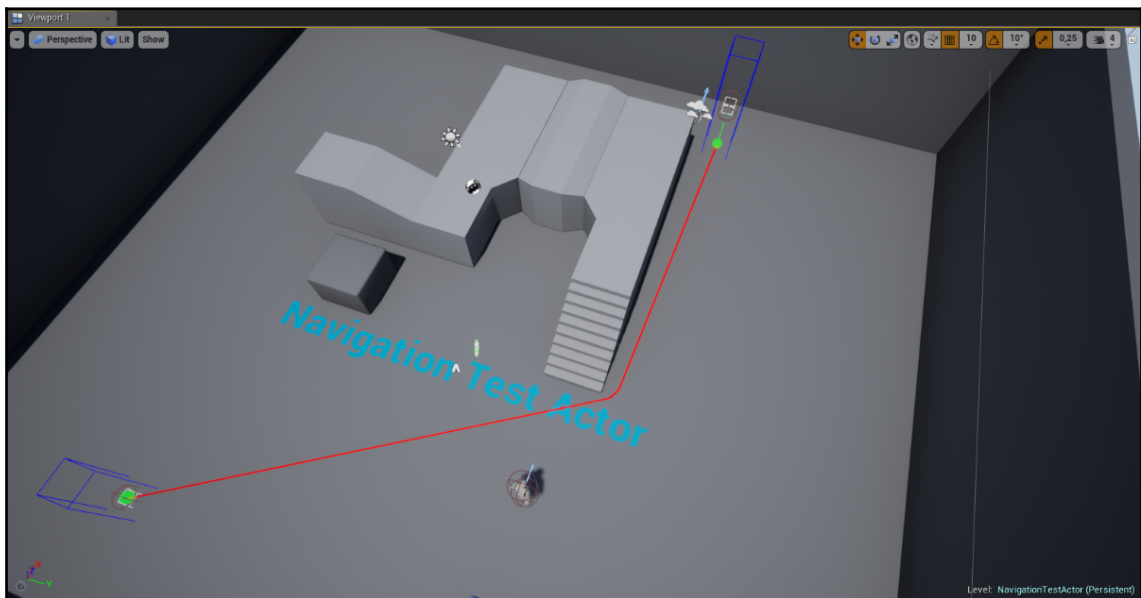 Viewport 1
Perspective Lit Show
10 10° 0,25 4
Navigation Test Actor
Z Y
Level: NavigationTestActor (Persistent)